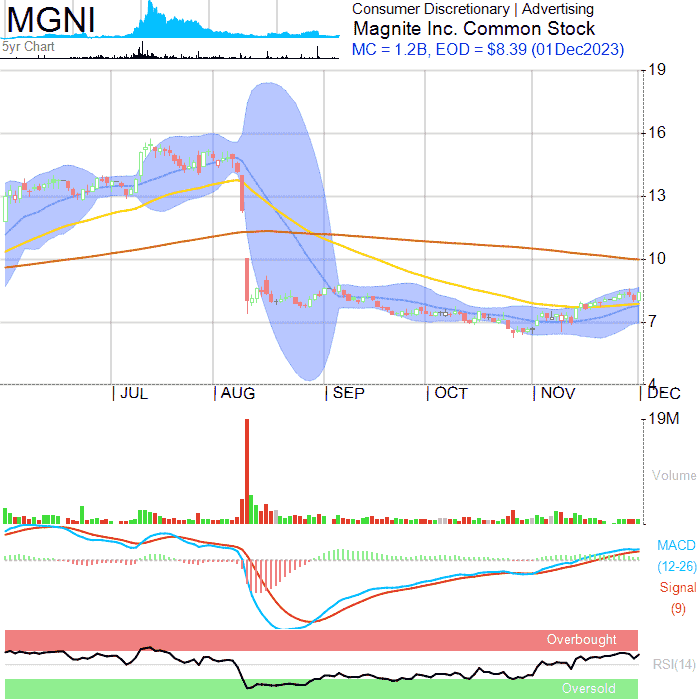 MGNI
Consumer Discretionary | Advertising
Magnite Inc. Common Stock
5yr Chart
MC = 1.2B, EOD = $8.39 (01Dec2023)
19
16
13
10
7
4
JUL AUG SEP OCT NOV DEC
19M
Volume
MACD
(12-26)
Signal
(9)
Overbought
RSI(14)
Oversold